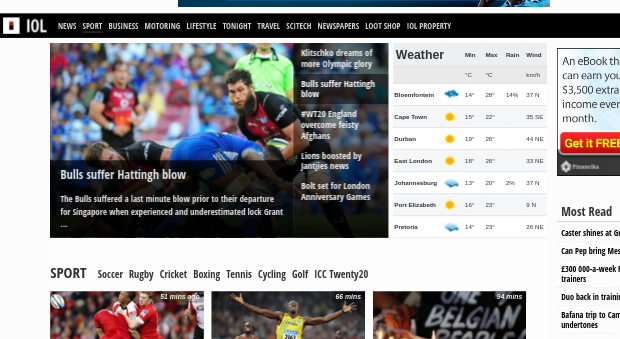 IOL NEWS SPORT BUSINESS MOTORING LIFESTYLE TONIGHT TRAVEL SCITECH NEWSPAPERS LOOT SHOP IOL PROPERTY
Bulls suffer Hattingh blow
The Bulls suffered a last minute blow prior to their departure
for Singapore when experienced and underestimated lock Grant
...
Klitschko dreams of
more Olympic glory
Bulls suffer Hattingh
blow
#WT20 England
overcome feisty
Afghans
Lions boosted by
Jantjies news
Bolt set for London
Anniversary Games
Weather Min Max Rain Wind
°C °C km/h
Bloemfontein 14° 28° 14% 37 N
Cape Town 15° 22° 35 SE
Durban 19° 26° 44 NE
East London 18° 26° 33 NE
Johannesburg 13° 20° 2% 37 N
Port Elizabeth 16° 23° 9 N
Pretoria 14° 23° 26 NE
An eBook tha
can earn you
$3,500 extra
income ever
month.
Get it FREE
Financika
Most Read
Caster shines at Gr
Can Pep bring Mes
£300 000-a-week F
trainers
Duo back in trainin
Bafana trip to Cam
undertones
SPORT Soccer Rugby Cricket Boxing Tennis Cycling Golf ICC Twenty20
51 mins ago
66 mins
94 mins
BELGIAN